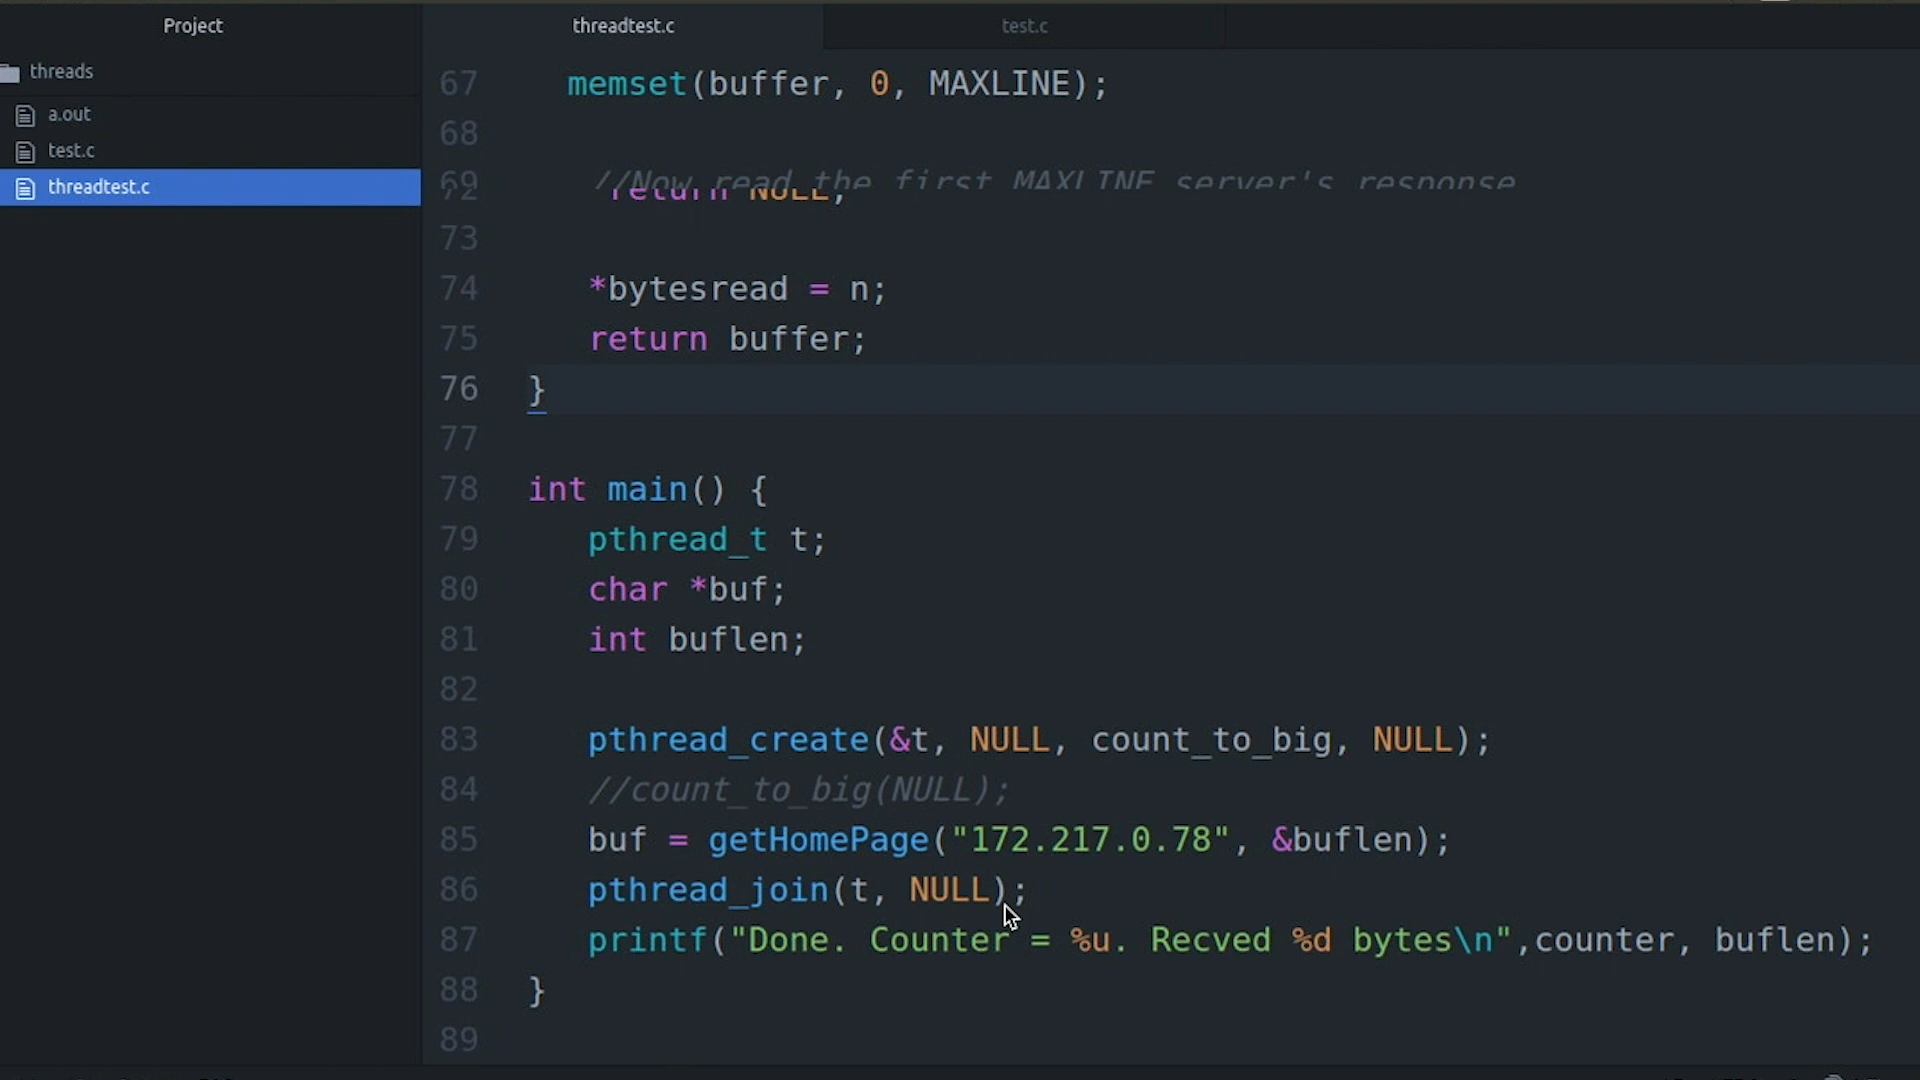 Project
threads
a.out
test.c
threadtest.c
threadtest.c test.c
67 memset(buffer, 0, MAXLINE);
68
69 //Now read the first MAXLINE server's response
72 return NULL;
73
74 *bytesread = n;
75 return buffer;
76 }
77
78 int main() {
79 pthread_t t;
80 char *buf;
81 int buflen;
82
83 pthread_create(&t, NULL, count_to_big, NULL);
84 //count_to_big(NULL);
85 buf = getHomePage("172.217.0.78", &buflen);
86 pthread_join(t, NULL);
87 printf("Done. Counter = %u. Recved %d bytes\n",counter, buflen);
88 }
89